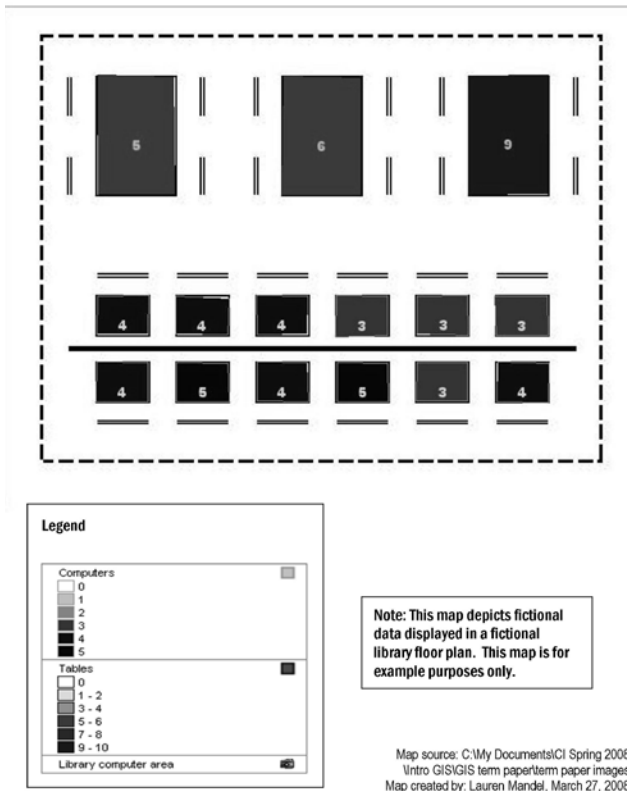 5 6 9
4 4 4 3 3 3
4 5 4 5 3 4
Legend
Computers
0
1
2
3
4
5
Tables
0
1 - 2
3 - 4
5 - 6
7 - 8
9 - 10
Library computer area
Note: This map depicts fictional
data displayed in a fictional
library floor plan. This map is for
example purposes only.
Map source: C:\My Documents\CI Spring 2008
\Intro GIS\GIS term paper\term paper images
Map created by: Lauren Mandel, March 27, 2008